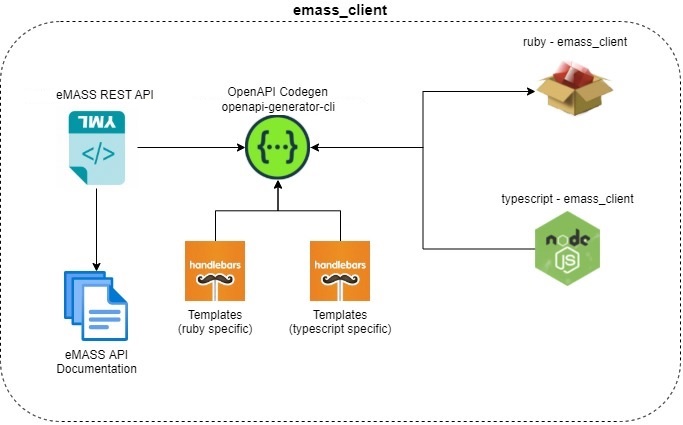 emass_client
ruby - emass_client
eMASS REST API
OpenAPI Codegen
openapi-generator-cli
YML
</>
{···}
typescript - emass_client
node
JS
handlebars
handlebars
Templates
(ruby specific)
Templates
(typescript specific)
eMASS API
Documentation